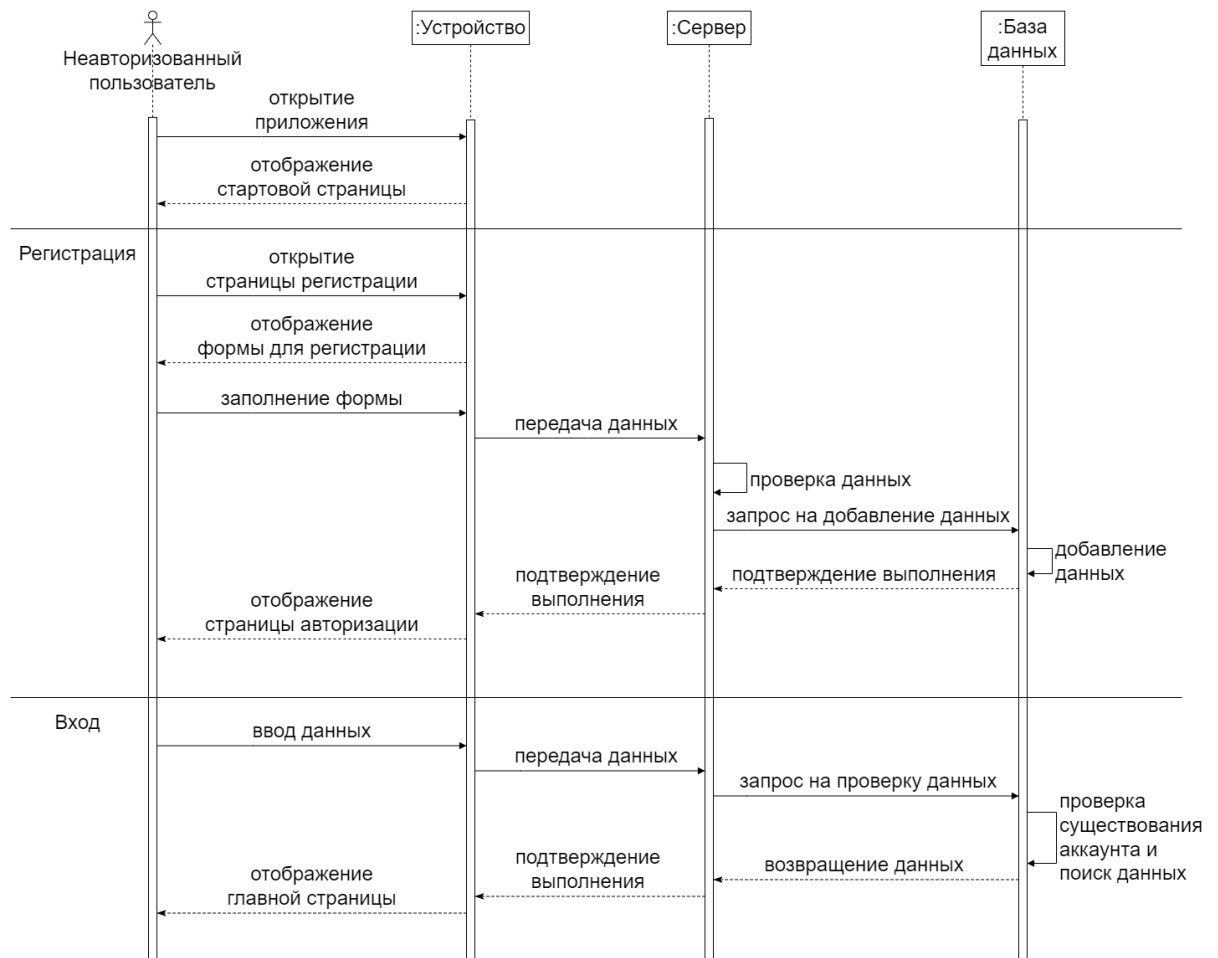 Неавторизованный
пользователь
:Устройство
:Сервер
:База
данных
открытие
приложения
отображение
стартовой страницы
Регистрация
открытие
страницы регистрации
отображение
формы для регистрации
заполнение формы
передача данных
проверка данных
запрос на добавление данных
добавление
данных
подтверждение выполнения
подтверждение
выполнения
отображение
страницы авторизации
Вход
ввод данных
передача данных
запрос на проверку данных
проверка
существования
аккаунта и
поиск данных
возвращение данных
подтверждение
выполнения
отображение
главной страницы